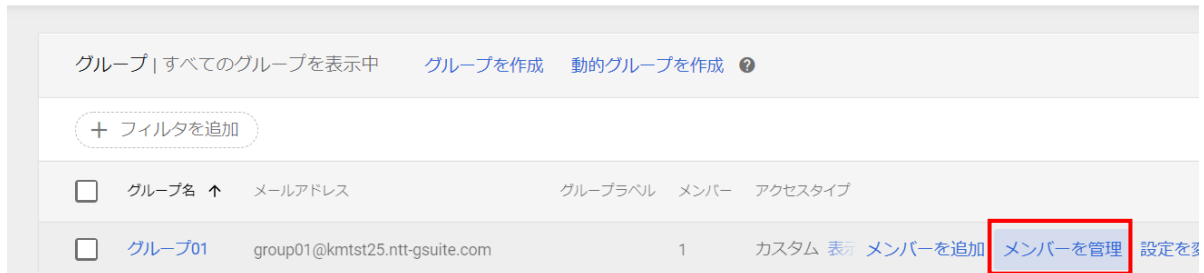 グループ | すべてのグループを表示中 グループを作成 動的グループを作成 ?
+ フィルタを追加
グループ名 ↑ メールアドレス グループラベル メンバー アクセスタイプ
グループ01 group01@kmtst25.ntt-gsuite.com 1 カスタム 表示 メンバーを追加 メンバーを管理 設定を